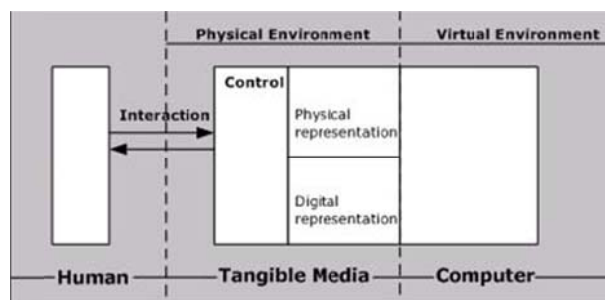 Physical Environment
Virtual Environment
Control
Interaction
Physical
representation
Digital
representation
Human
Tangible Media
Computer